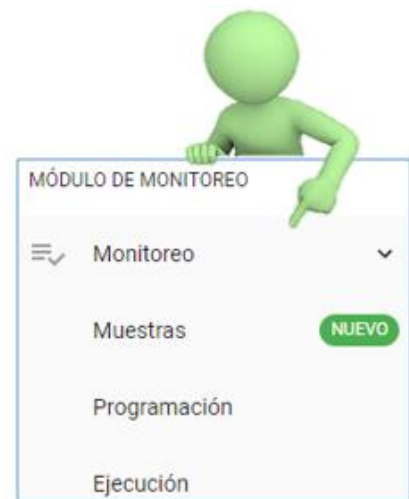 MÓDULO DE MONITOREO
Monitoreo
Muestras NUEVO
Programación
Ejecución